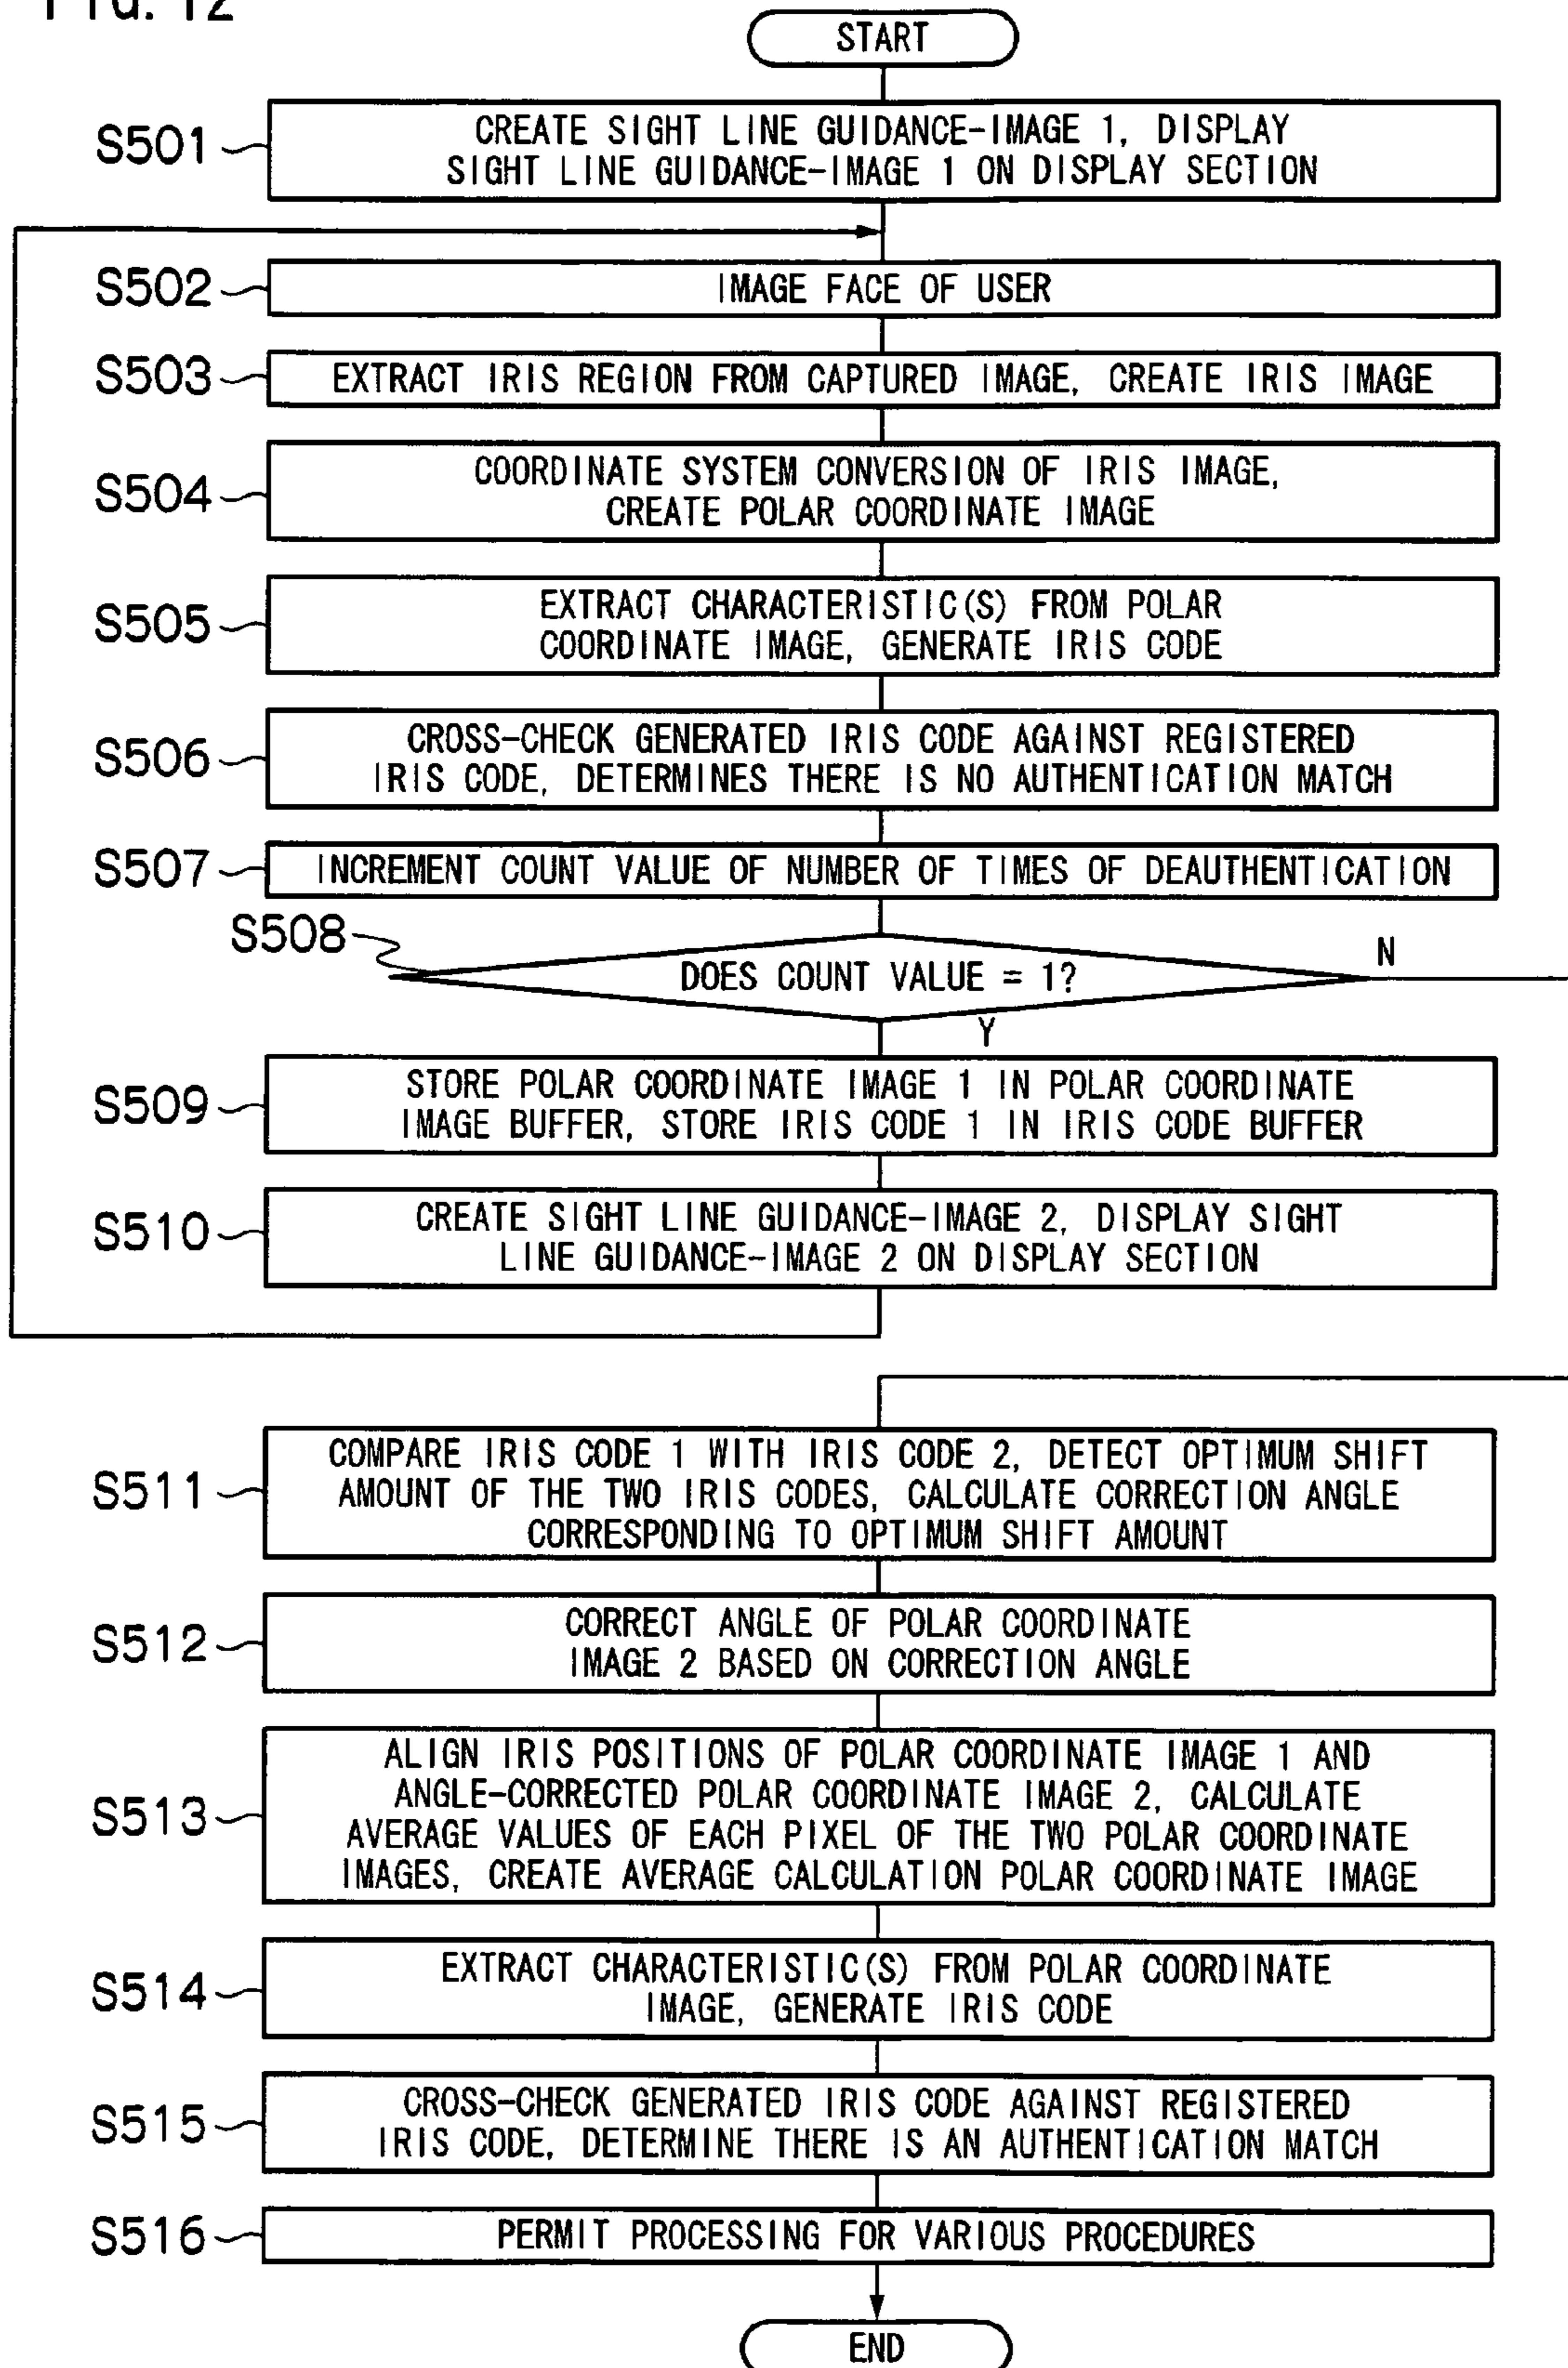 FIG. 12
START
S501
CREATE SIGHT LINE GUIDANCE-IMAGE 1, DISPLAY
SIGHT LINE GUIDANCE-IMAGE 1 ON DISPLAY SECTION
S502
IMAGE FACE OF USER
S503
EXTRACT IRIS REGION FROM CAPTURED IMAGE, CREATE IRIS IMAGE
S504
COORDINATE SYSTEM CONVERSION OF IRIS IMAGE,
CREATE POLAR COORDINATE IMAGE
S505
EXTRACT CHARACTERISTIC(S) FROM POLAR
COORDINATE IMAGE, GENERATE IRIS CODE
S506
CROSS-CHECK GENERATED IRIS CODE AGAINST REGISTERED
IRIS CODE, DETERMINES THERE IS NO AUTHENTICATION MATCH
S507
INCREMENT COUNT VALUE OF NUMBER OF TIMES OF DEAUTHENTICATION
S508
DOES COUNT VALUE = 1?
N
Y
S509
STORE POLAR COORDINATE IMAGE 1 IN POLAR COORDINATE
IMAGE BUFFER, STORE IRIS CODE 1 IN IRIS CODE BUFFER
S510
CREATE SIGHT LINE GUIDANCE-IMAGE 2, DISPLAY SIGHT
LINE GUIDANCE-IMAGE 2 ON DISPLAY SECTION
S511
COMPARE IRIS CODE 1 WITH IRIS CODE 2, DETECT OPTIMUM SHIFT
AMOUNT OF THE TWO IRIS CODES, CALCULATE CORRECTION ANGLE
CORRESPONDING TO OPTIMUM SHIFT AMOUNT
S512
CORRECT ANGLE OF POLAR COORDINATE
IMAGE 2 BASED ON CORRECTION ANGLE
S513
ALIGN IRIS POSITIONS OF POLAR COORDINATE IMAGE 1 AND
ANGLE-CORRECTED POLAR COORDINATE IMAGE 2, CALCULATE
AVERAGE VALUES OF EACH PIXEL OF THE TWO POLAR COORDINATE
IMAGES, CREATE AVERAGE CALCULATION POLAR COORDINATE IMAGE
S514
EXTRACT CHARACTERISTIC(S) FROM POLAR COORDINATE
IMAGE, GENERATE IRIS CODE
S515
CROSS-CHECK GENERATED IRIS CODE AGAINST REGISTERED
IRIS CODE, DETERMINE THERE IS AN AUTHENTICATION MATCH
S516
PERMIT PROCESSING FOR VARIOUS PROCEDURES
END